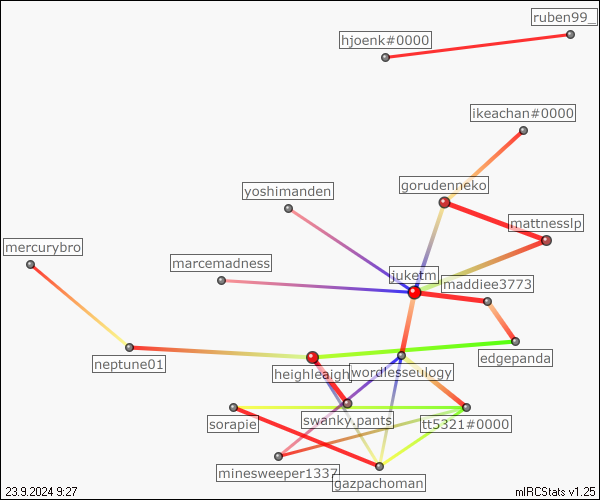 ruben99_
hjoenk#0000
ikeachan#0000
gorudenneko
yoshimanden
mattnesslp
mercurybro
marcemadness
juketm
maddiee3773
edgepanda
neptune01
heighleaigh
wordlesseulogy
swanky.pants
sorapie
tt5321#0000
minesweeper1337
gazpachoman
23.9.2024 9:27
mIRCStats v1.25